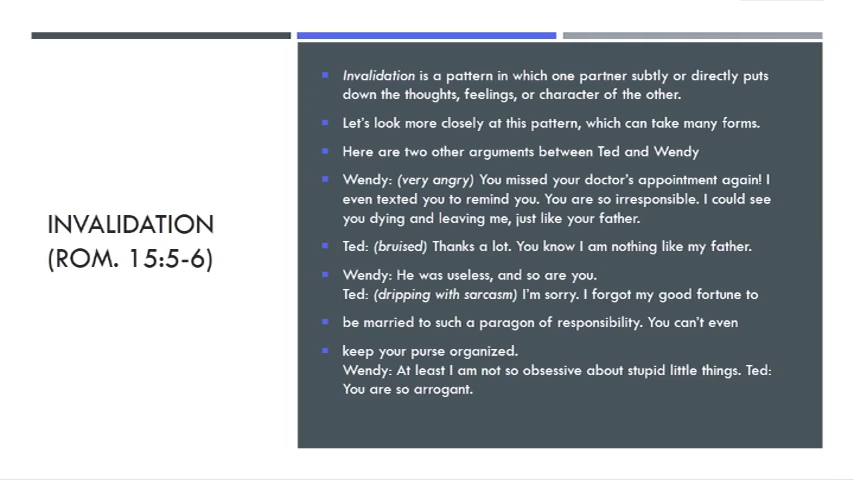 INVALIDATION
(ROM. 15:5-6)
Invalidation is a pattern in which one partner subtly or directly puts
down the thoughts, feelings, or character of the other.
Let's look more closely at this pattern, which can take many forms.
Here are two other arguments between Ted and Wendy
Wendy: (very angry) You missed your doctor's appointment again! I
even texted you to remind you. You are so irresponsible. I could see
you dying and leaving me, just like your father.
Ted: (bruised) Thanks a lot. You know I am nothing like my father.
Wendy: He was useless, and so are you.
Ted: (dripping with sarcasm) I'm sorry. I forgot my good fortune to
be married to such a paragon of responsibility. You can't even
keep your purse organized.
Wendy: At least I am not so obsessive about stupid little things. Ted:
You are so arrogant.